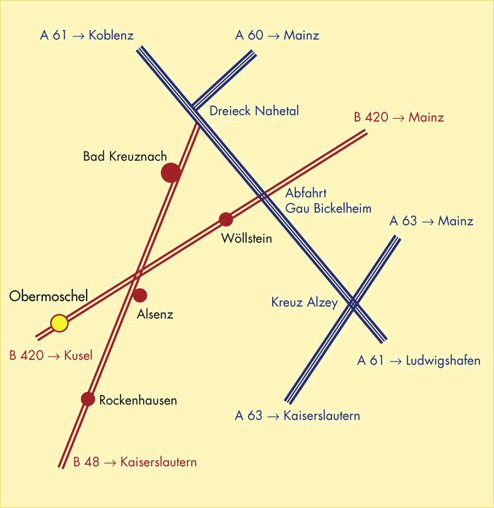 A 61 → Koblenz
A 60 → Mainz
Dreieck Nahetal
B 420 → Mainz
Bad Kreuznach
Abfahrt
Gau Bickelheim
A 63 → Mainz
Wöllstein
Obermoschel
Kreuz Alzey
Alsenz
B 420 → Kusel
A 61 → Ludwigshafen
Rockenhausen
A 63 → Kaiserslautern
B 48 → Kaiserslautern